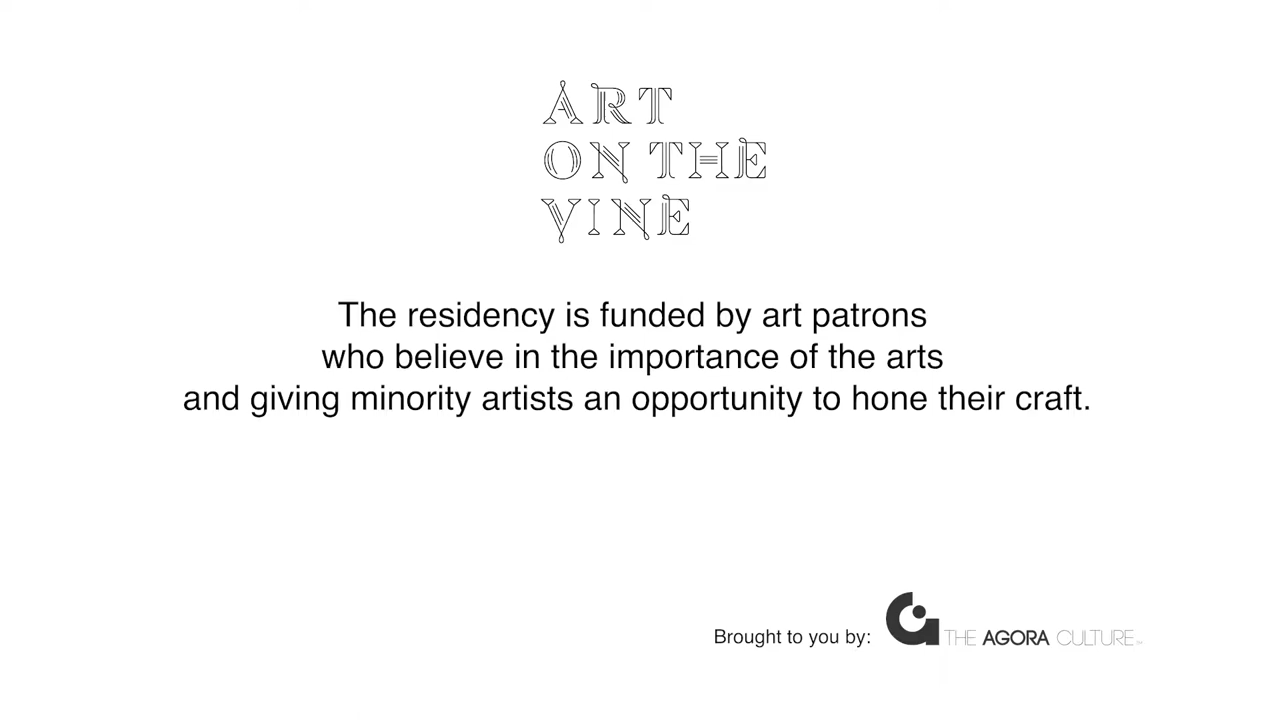 ART
ON THE
VINE
The residency is funded by art patrons
who believe in the importance of the arts
and giving minority artists an opportunity to hone their craft.
Brought to you by: THE AGORA CULTURE